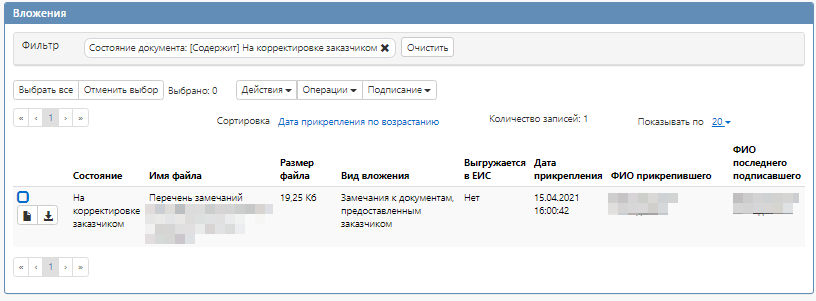 Вложения
Фильтр
Состояние документа: [Содержит] На корректировке заказчиком ✖
Очистить
Выбрать все Отменить выбор Выбрано: 0 Действия Операции Подписание
« ‹ 1 › »
Сортировка Дата прикрепления по возрастанию Количество записей: 1 Показывать по 20
Состояние
Имя файла
Размер
файла
Вид вложения
Выгружается
в ЕИС
Дата
прикрепления
ФИО прикрепившего
ФИО
последнего
подписавшего
На
корректировке
заказчиком
Перечень замечаний
19,25 Кб
Замечания к документам,
предоставленным
заказчиком
Нет
15.04.2021
16:00:42
« ‹ 1 › »